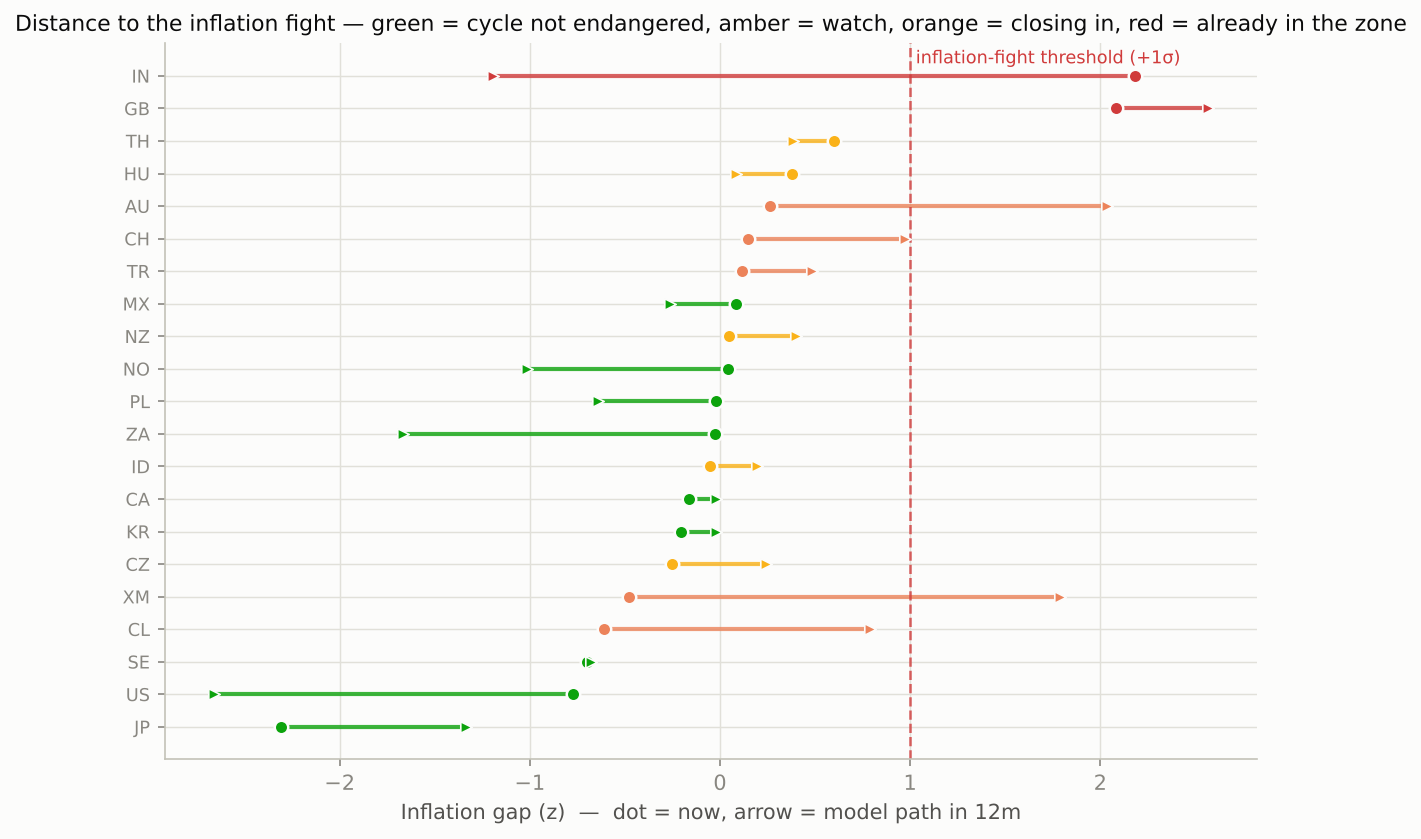 Distance to the inflation fight — green = cycle not endangered, amber = watch, orange = closing in, red = already in the zone
inflation-fight threshold (+1σ)
IN
GB
TH
HU
AU
CH
TR
MX
NZ
NO
PL
ZA
ID
CA
KR
CZ
XM
CL
SE
US
JP
−2 −1 0 1 2
Inflation gap (z) — dot = now, arrow = model path in 12m